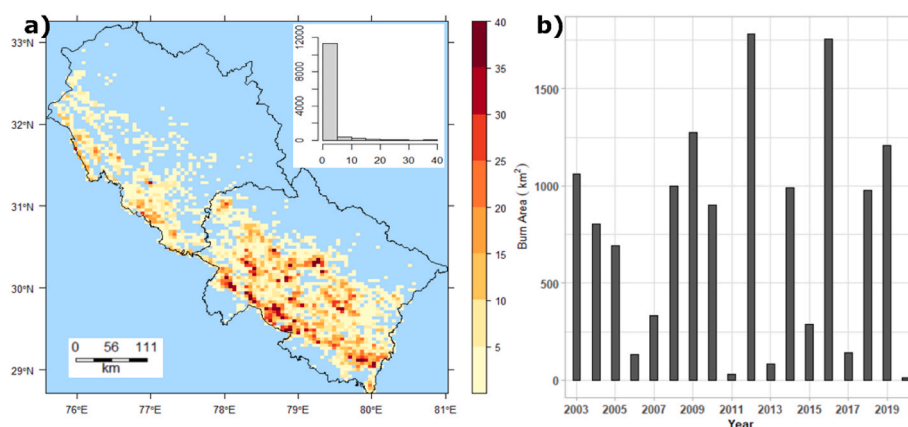 a)
33°N
32°N
31°N
30°N
29°N
76°E 77°E 78°E 79°E 80°E 81°E
0 56 111
km
0 4000 8000 12000
0 10 20 30 40
40
35
30
25
20
15
10
5
b)
Burn Area ( km²)
1500
1000
500
0
2003 2005 2007 2009 2011 2013 2015 2017 2019
Year